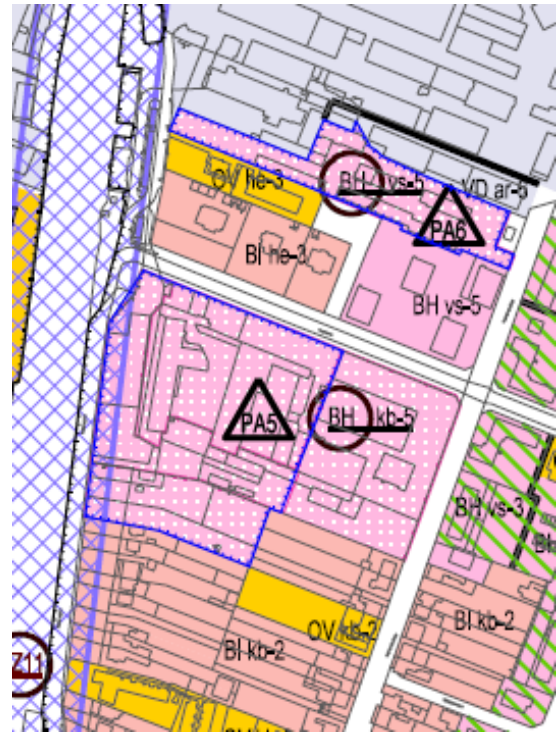 OV he-3
BH vs-5
VD ar-5
PA6
BI he-3
BH vs-5
PA5
BH kb-5
BH vs-3
BH
BI kb-2
OV kb-2
BI kb-2
Z11